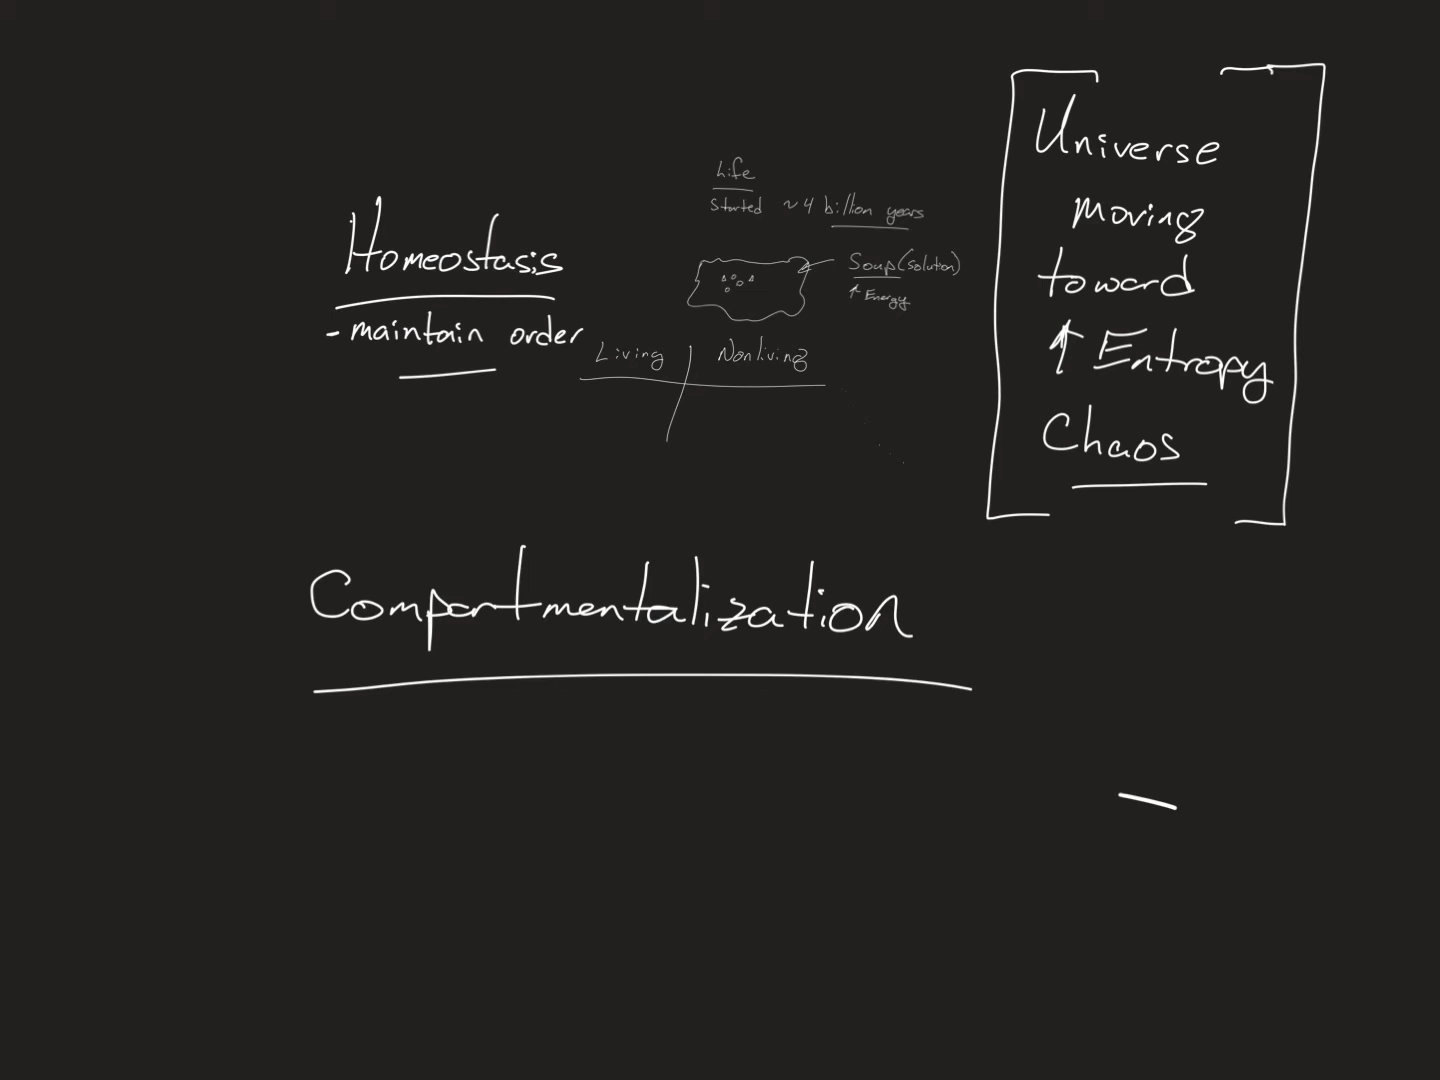 Life
Started ~4 billion years
Soup (solution)
↑ Energy
Living | Nonliving
Homeostasis
- maintain order
Universe
moving
toward
↑ Entropy
Chaos
Compartmentalization